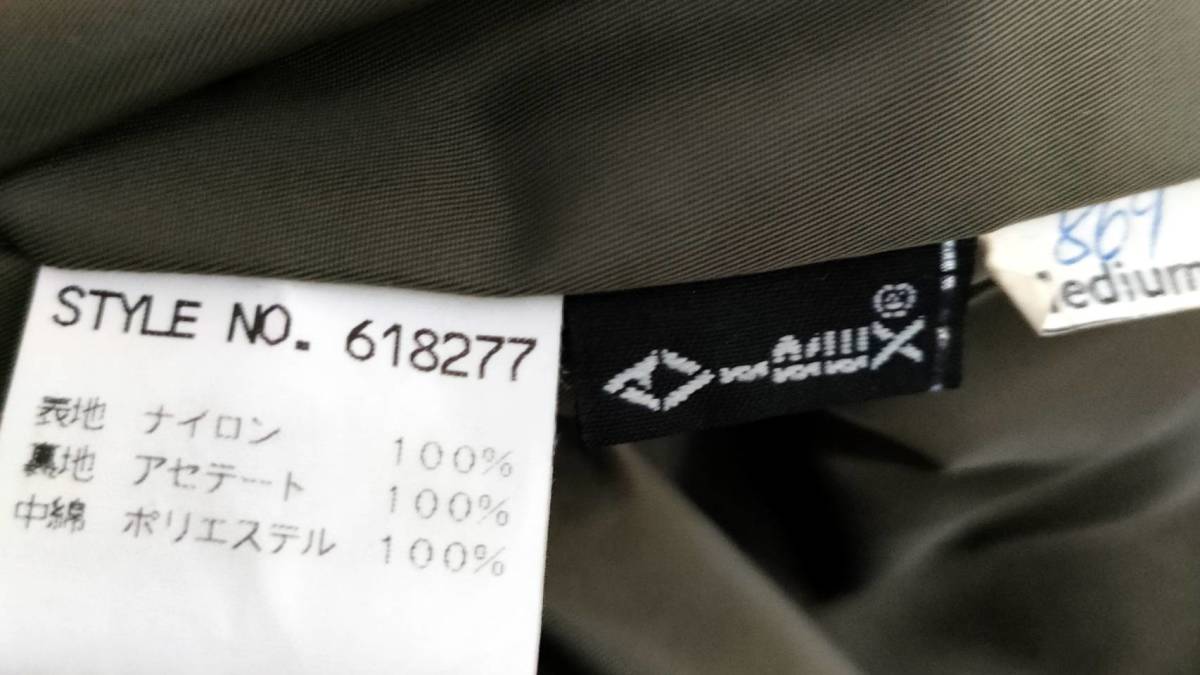 STYLE NO. 618277
表地 ナイロン 100%
裏地 アセテート 100%
中綿 ポリエステル 100%
869
Medium